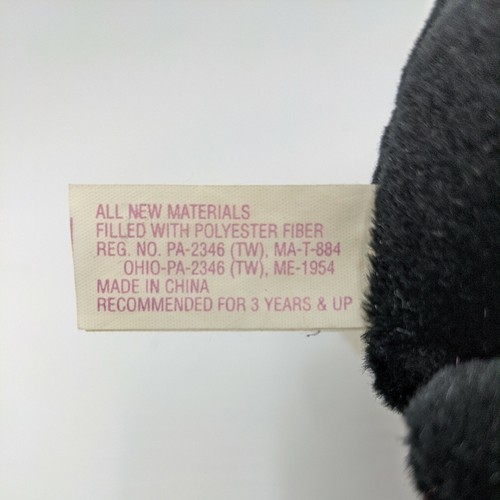 ALL NEW MATERIALS
FILLED WITH POLYESTER FIBER
REG. NO. PA-2346 (TW), MA-T-884
OHIO-PA-2346 (TW), ME-1954
MADE IN CHINA
RECOMMENDED FOR 3 YEARS & UP